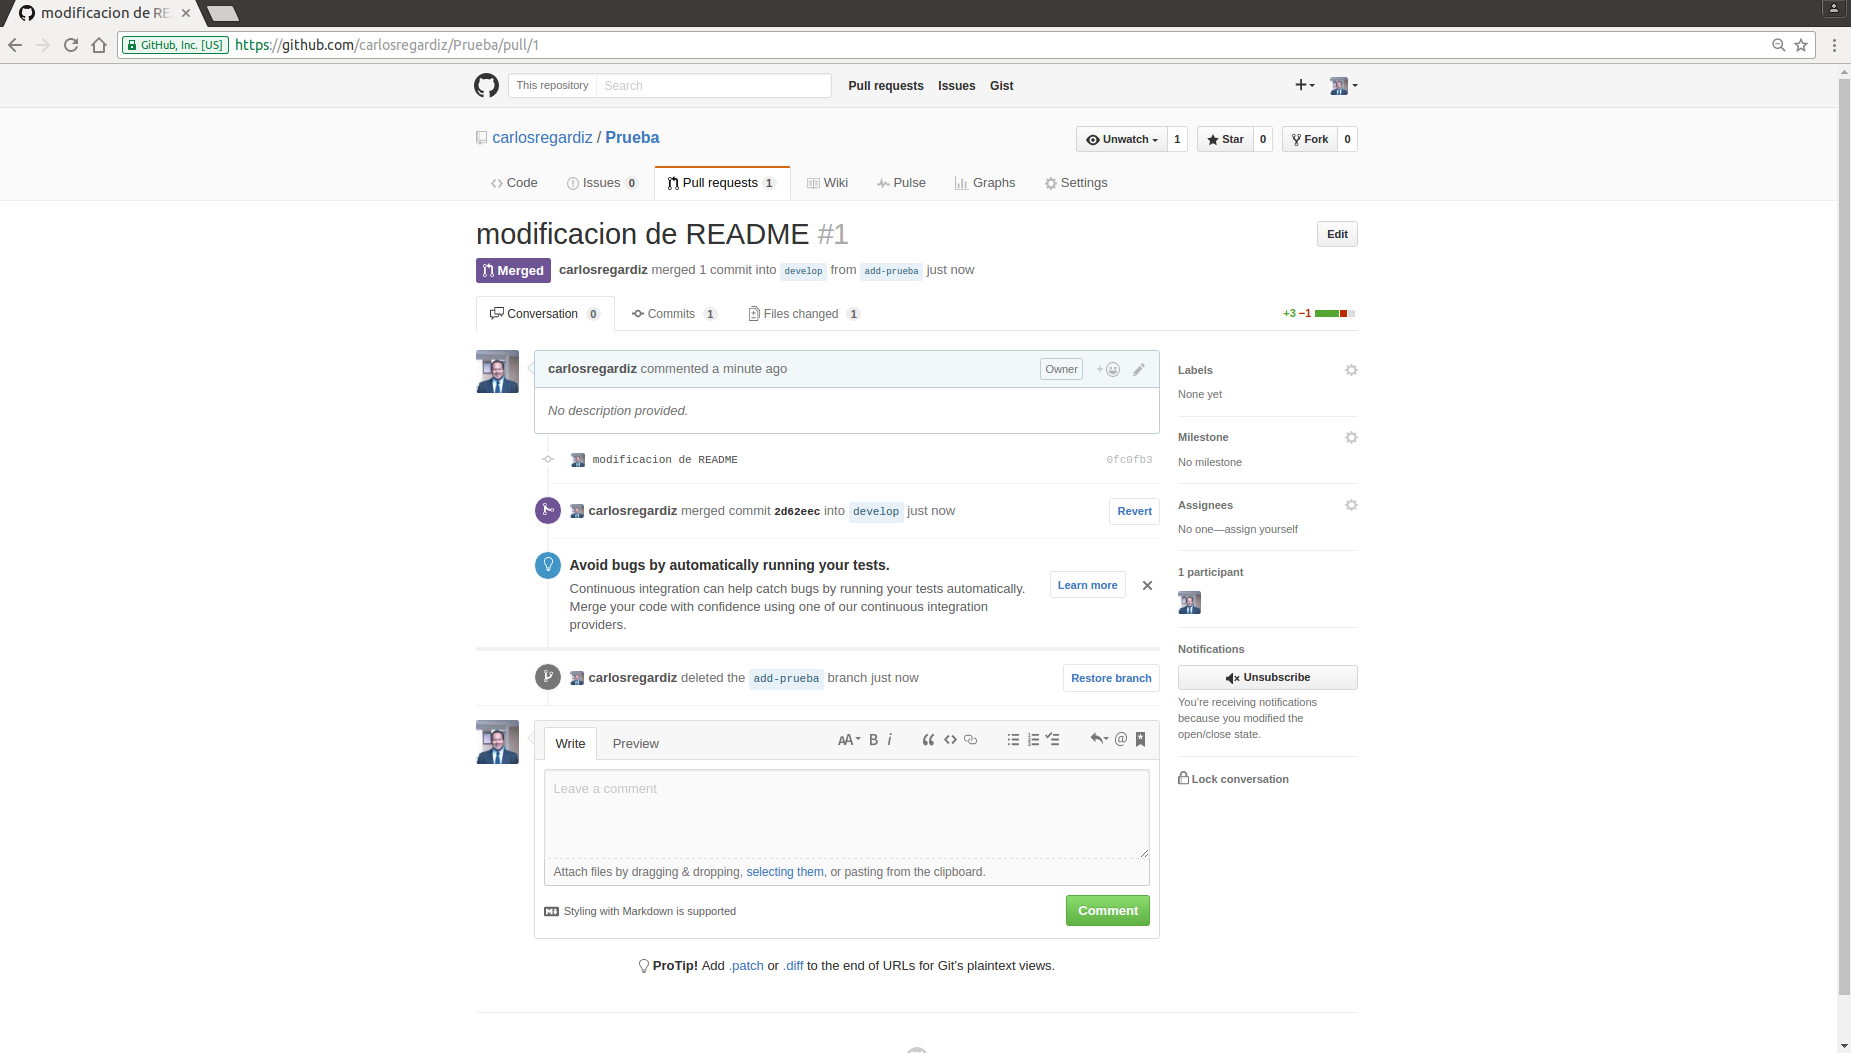 modificacion de RE
GitHub, Inc. [US] https://github.com/carlosregardiz/Prueba/pull/1
This repository Search Pull requests Issues Gist
carlosregardiz / Prueba Unwatch 1 Star 0 Fork 0
Code Issues 0 Pull requests 1 Wiki Pulse Graphs Settings
modificacion de README #1 Edit
Merged carlosregardiz merged 1 commit into develop from add-prueba just now
Conversation 0 Commits 1 Files changed 1 +3 −1
carlosregardiz commented a minute ago Owner
No description provided.
modificacion de README 0fc0fb3
carlosregardiz merged commit 2d62eec into develop just now Revert
Avoid bugs by automatically running your tests.
Continuous integration can help catch bugs by running your tests automatically.
Merge your code with confidence using one of our continuous integration
providers.
Learn more
carlosregardiz deleted the add-prueba branch just now Restore branch
Write Preview AA B i
Leave a comment
Attach files by dragging & dropping, selecting them, or pasting from the clipboard.
Styling with Markdown is supported Comment
ProTip! Add .patch or .diff to the end of URLs for Git's plaintext views.
Labels
None yet
Milestone
No milestone
Assignees
No one—assign yourself
1 participant
Notifications
Unsubscribe
You're receiving notifications
because you modified the
open/close state.
Lock conversation